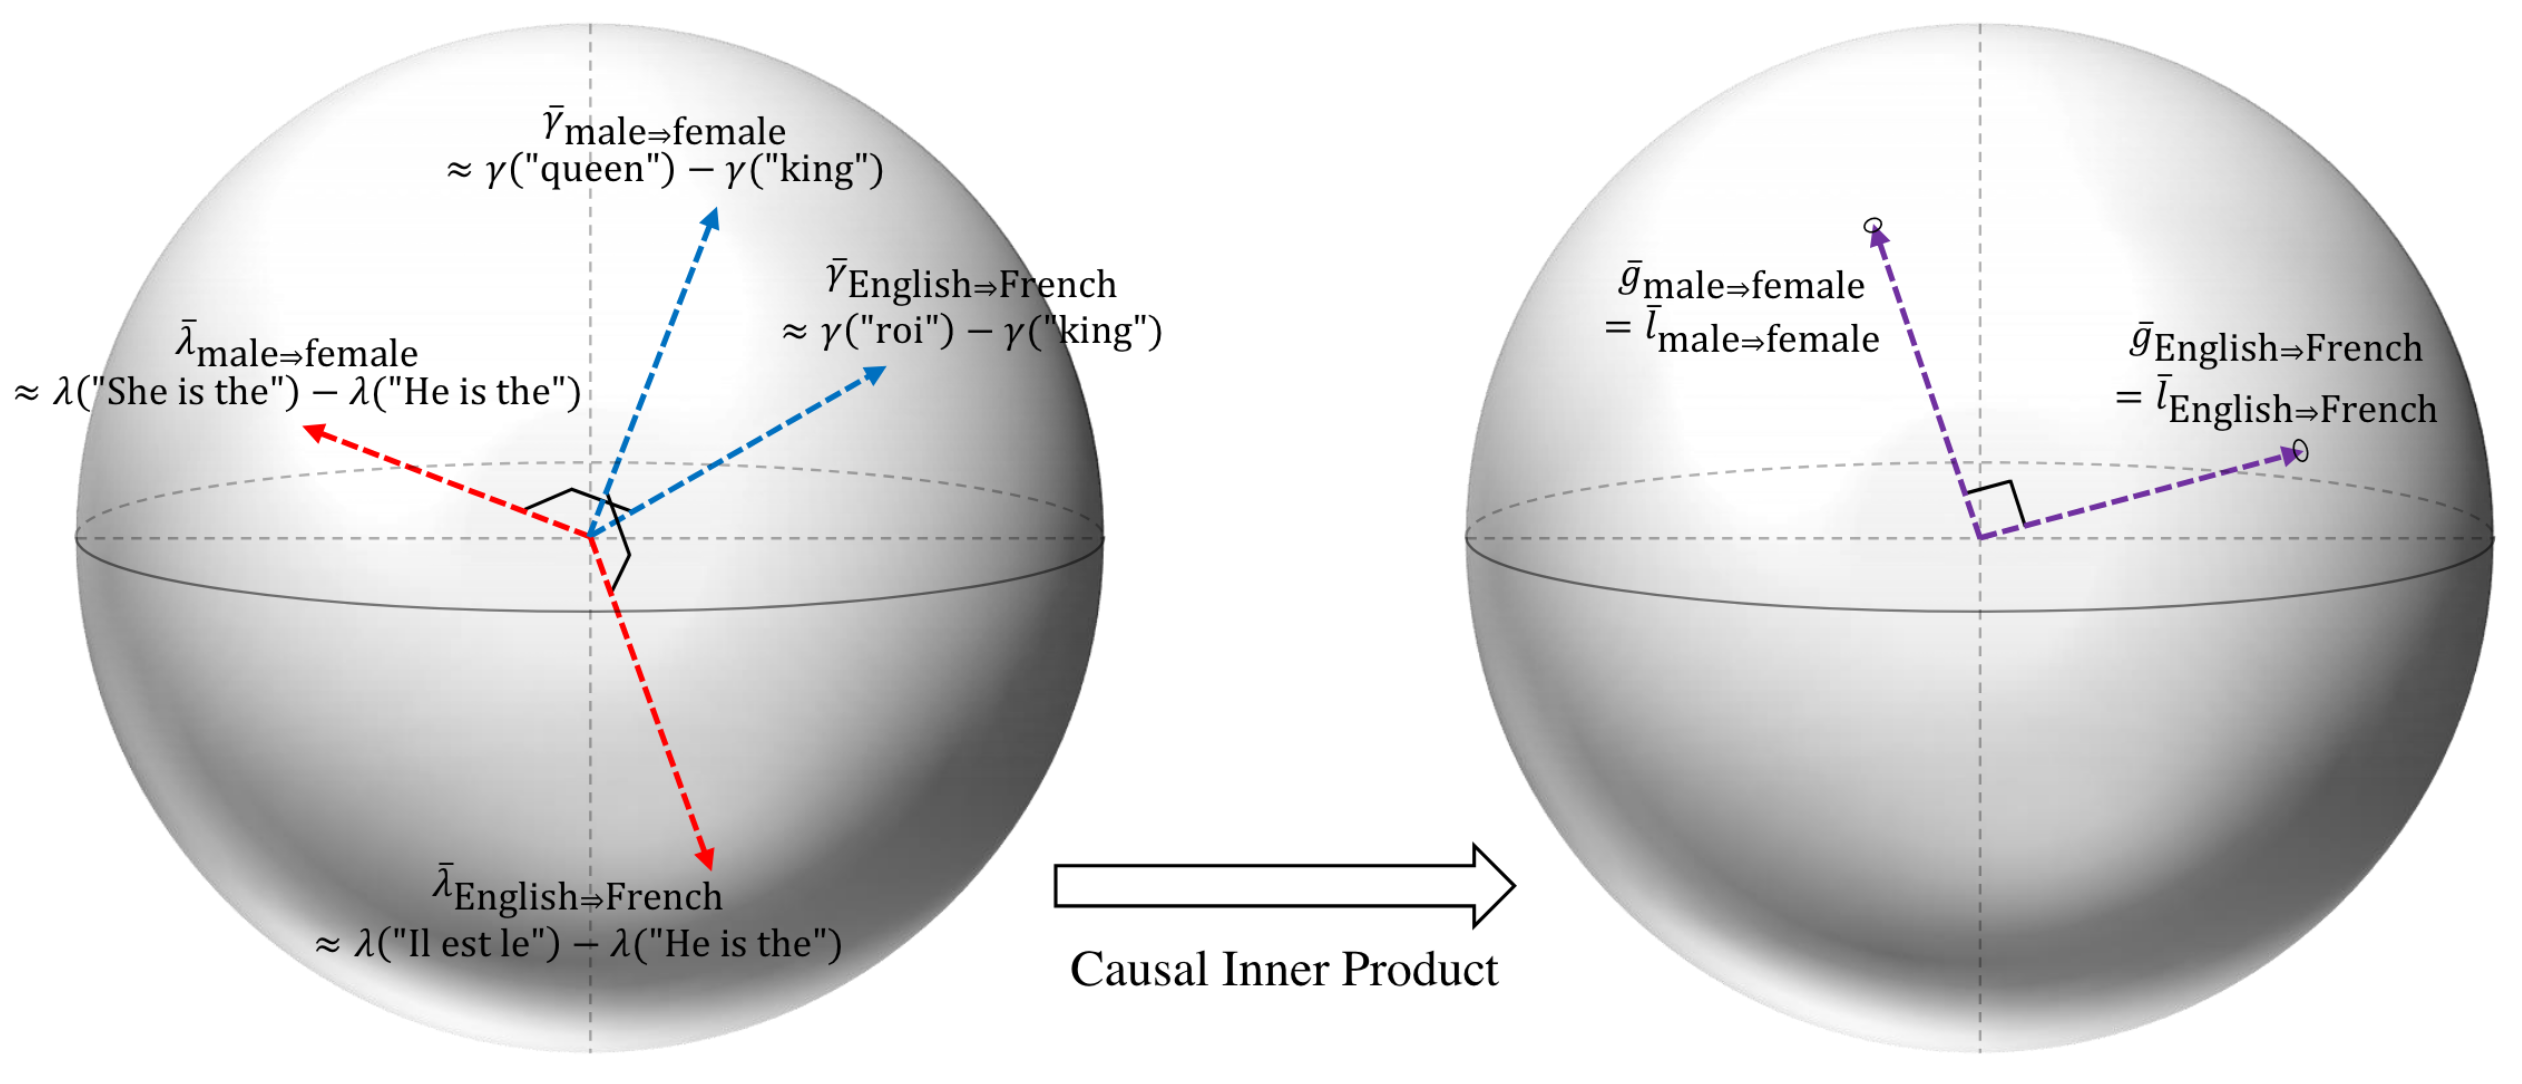 γ̄male⇒female
≈ γ("queen") − γ("king")
γ̄English⇒French
≈ γ("roi") − γ("king")
λ̄male⇒female
≈ λ("She is the") − λ("He is the")
λ̄English⇒French
≈ λ("Il est le") − λ("He is the")
Causal Inner Product
ḡmale⇒female
= l̄male⇒female
ḡEnglish⇒French
= l̄English⇒French